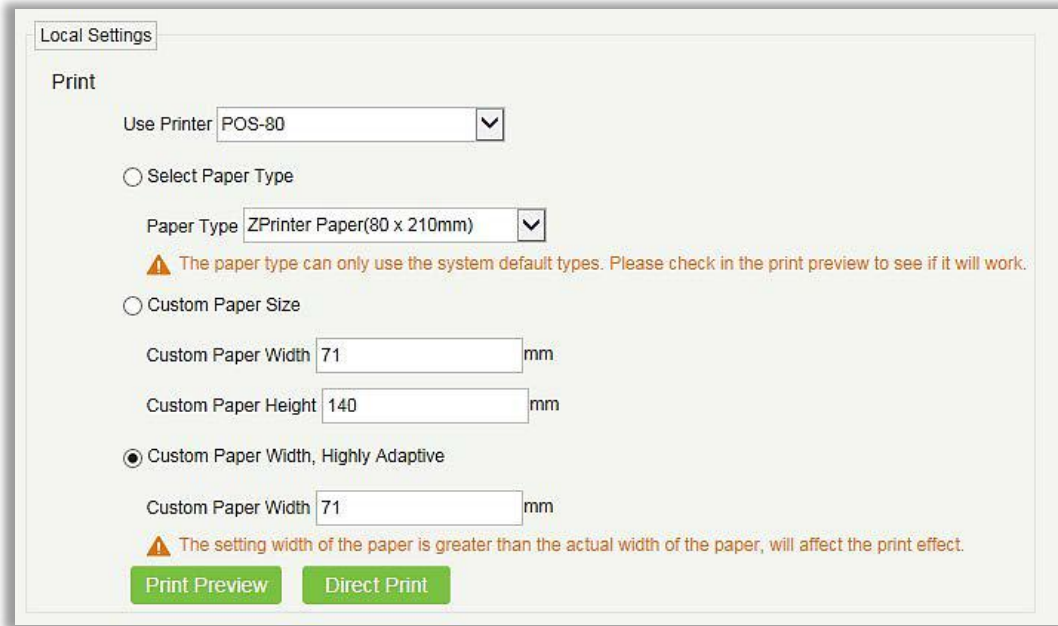 Local Settings
Print
Use Printer POS-80
Select Paper Type
Paper Type ZPrinter Paper(80 x 210mm)
The paper type can only use the system default types. Please check in the print preview to see if it will work.
Custom Paper Size
Custom Paper Width 71 mm
Custom Paper Height 140 mm
Custom Paper Width, Highly Adaptive
Custom Paper Width 71 mm
The setting width of the paper is greater than the actual width of the paper, will affect the print effect.
Print Preview Direct Print